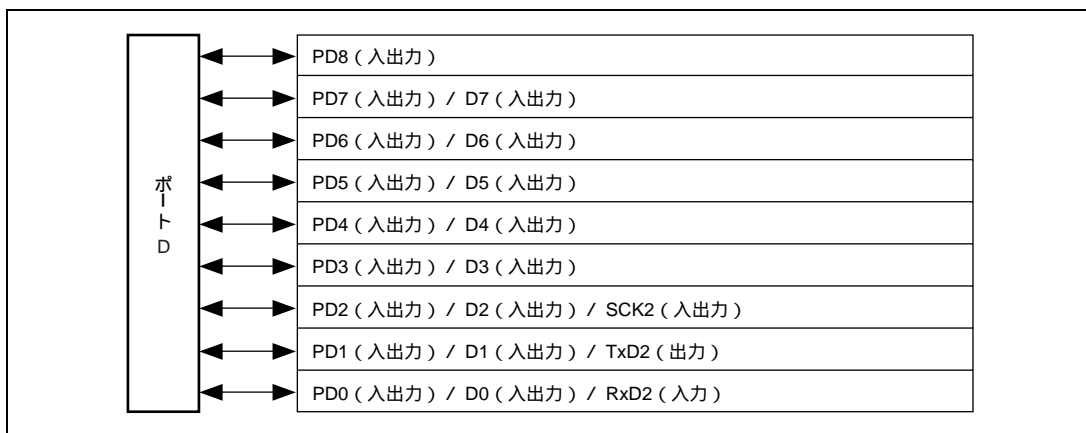 ポートD
PD8（入出力）
PD7（入出力）/ D7（入出力）
PD6（入出力）/ D6（入出力）
PD5（入出力）/ D5（入出力）
PD4（入出力）/ D4（入出力）
PD3（入出力）/ D3（入出力）
PD2（入出力）/ D2（入出力）/ SCK2（入出力）
PD1（入出力）/ D1（入出力）/ TxD2（出力）
PD0（入出力）/ D0（入出力）/ RxD2（入力）